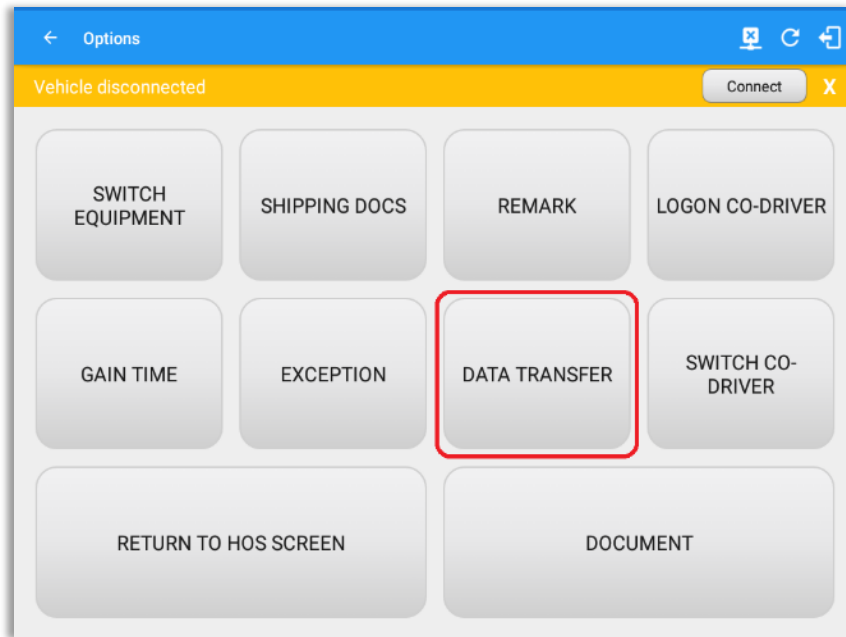 Options
Vehicle disconnected
Connect
X
SWITCH
EQUIPMENT
SHIPPING DOCS
REMARK
LOGON CO-DRIVER
GAIN TIME
EXCEPTION
DATA TRANSFER
SWITCH CO-
DRIVER
RETURN TO HOS SCREEN
DOCUMENT